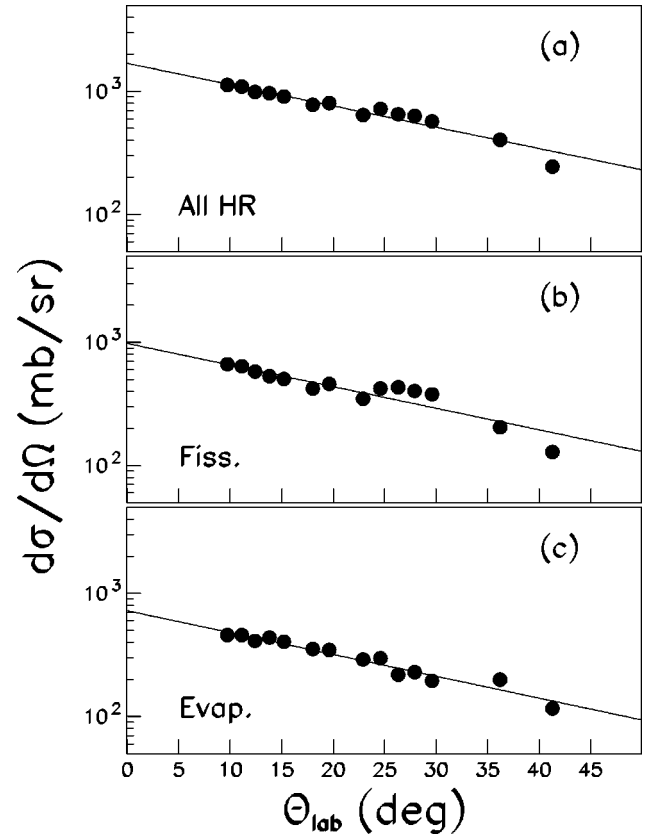 (a)
10³
10²
All HR
(b)
10³
10²
Fiss.
(c)
10³
10²
Evap.
dσ/dΩ (mb/sr)
0 5 10 15 20 25 30 35 40 45
Θlab (deg)